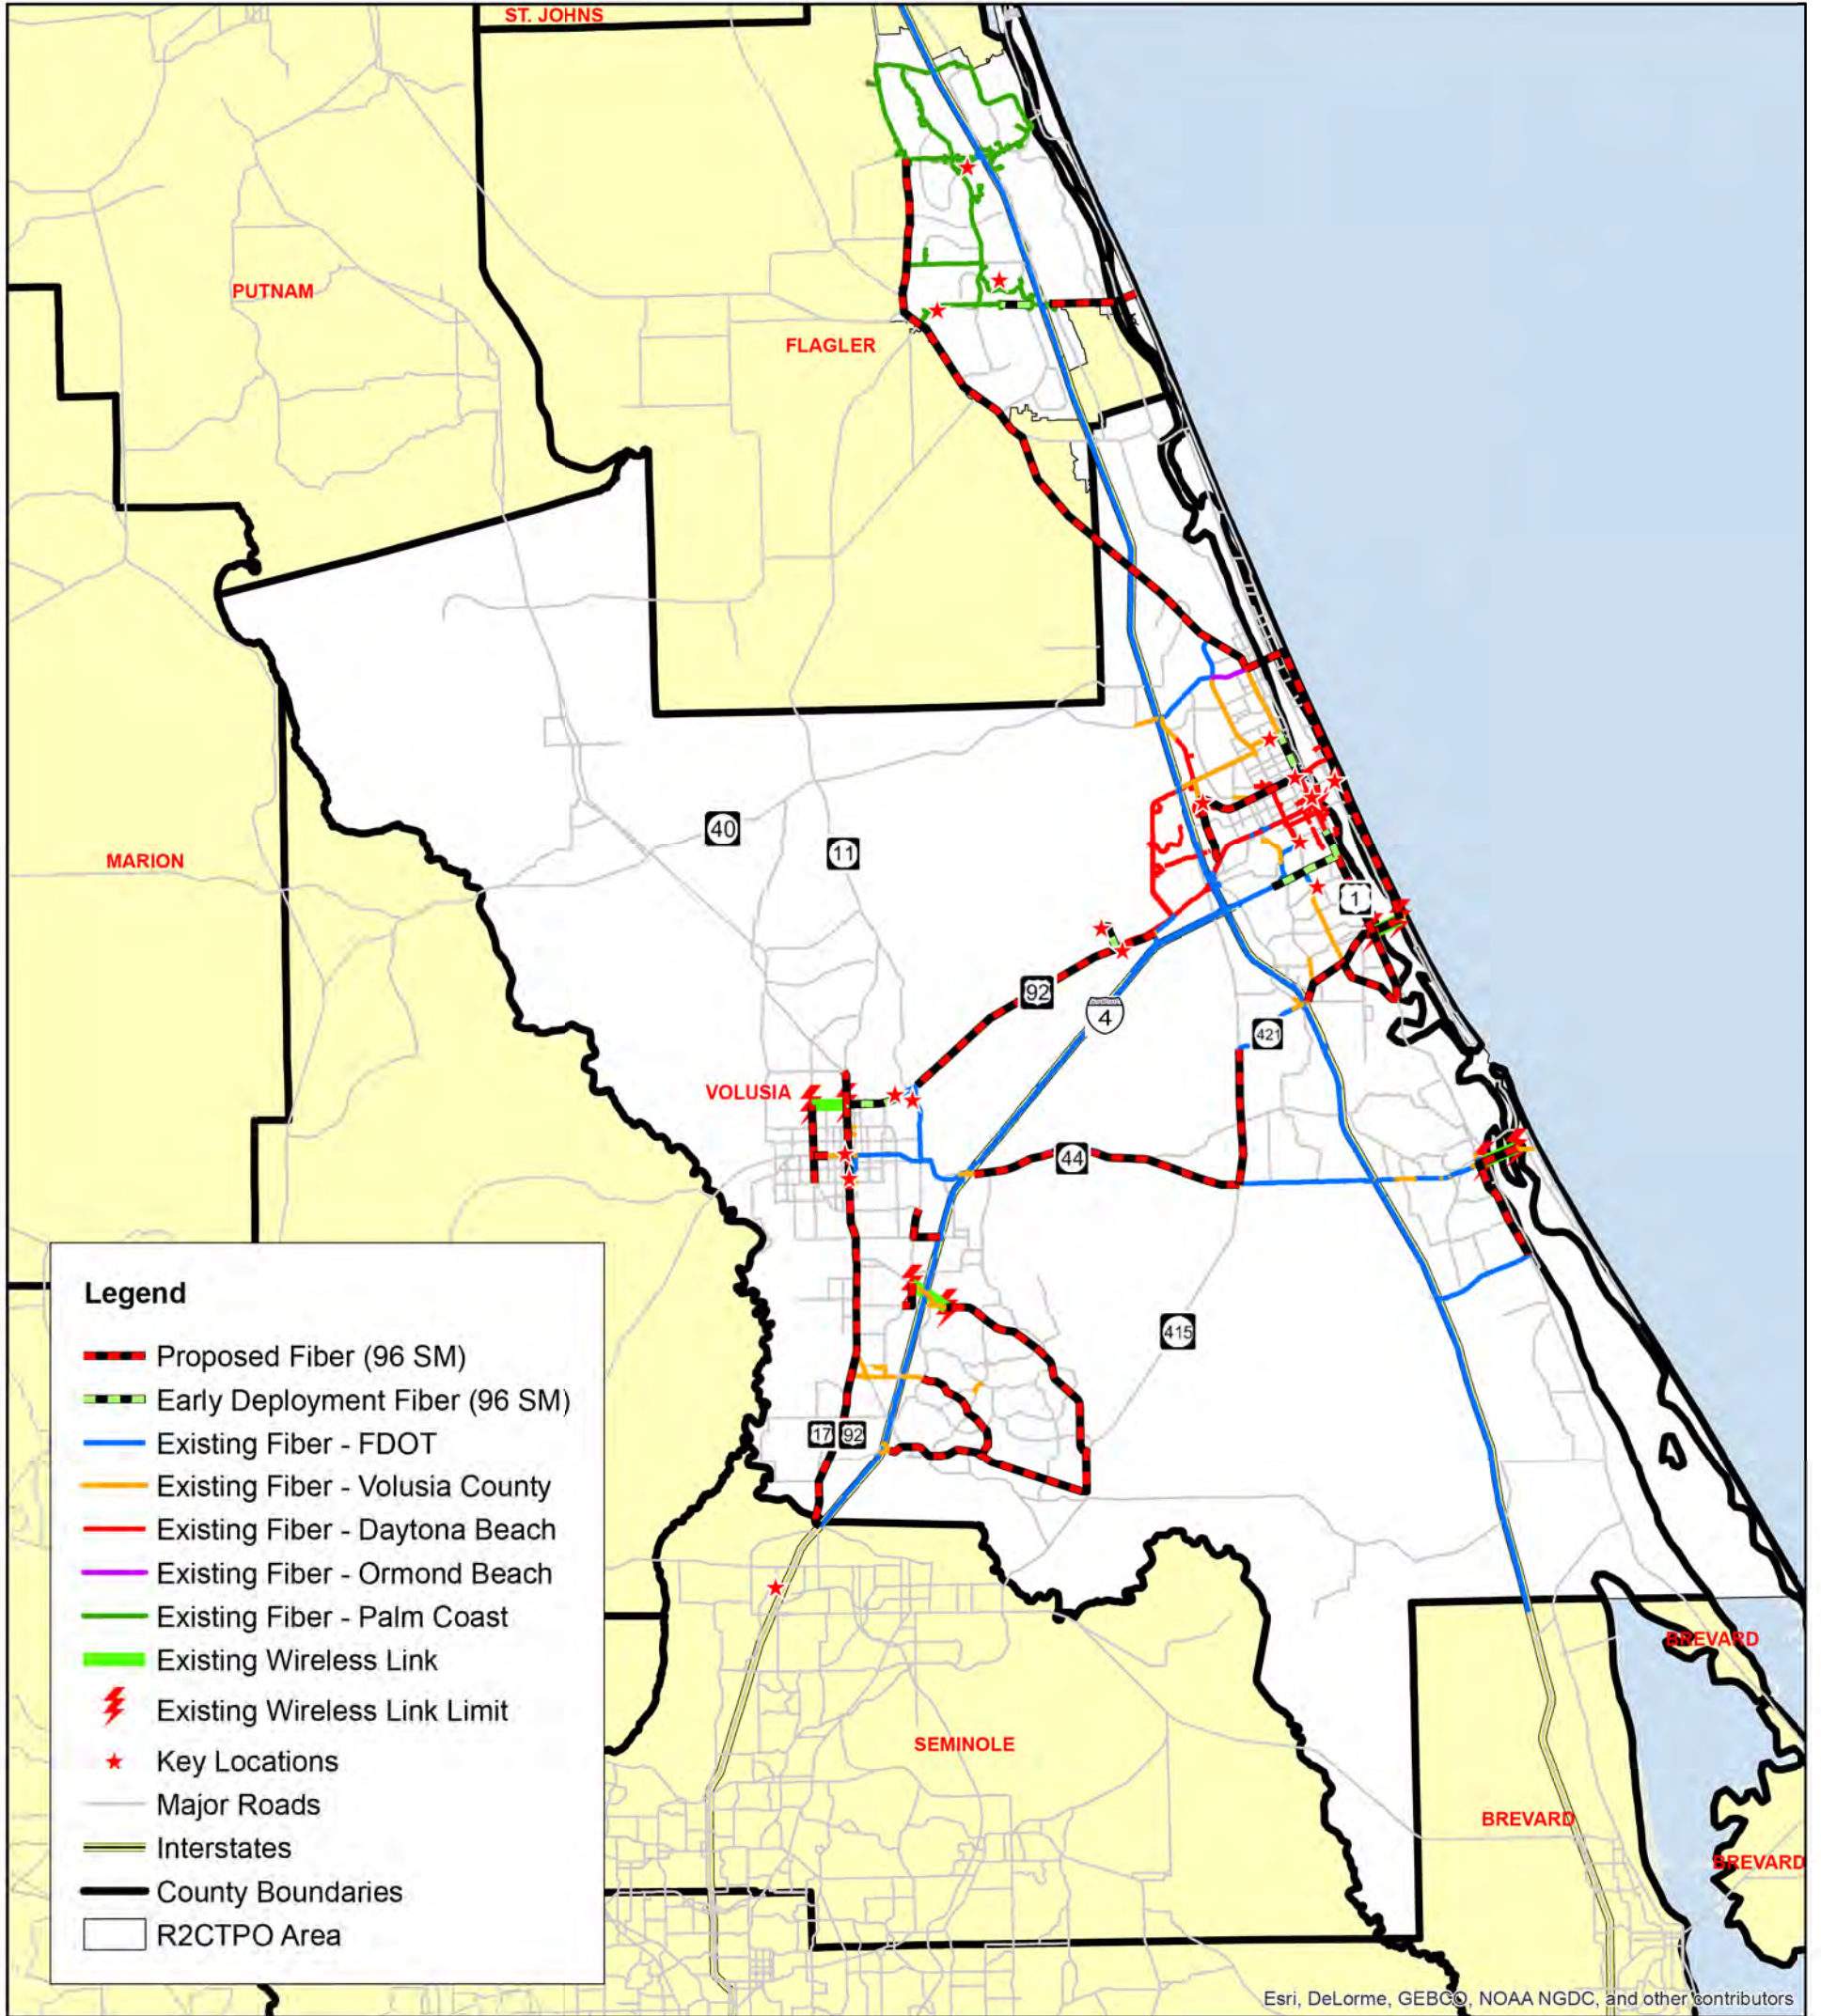 ST. JOHNS
PUTNAM
FLAGLER
MARION
40
11
1
92
4
421
VOLUSIA
44
415
17
92
Legend
Proposed Fiber (96 SM)
Early Deployment Fiber (96 SM)
Existing Fiber - FDOT
Existing Fiber - Volusia County
Existing Fiber - Daytona Beach
Existing Fiber - Ormond Beach
Existing Fiber - Palm Coast
Existing Wireless Link
Existing Wireless Link Limit
Key Locations
Major Roads
Interstates
County Boundaries
R2CTPO Area
BREVARD
SEMINOLE
BREVARD
BREVARD
Esri, DeLorme, GEBCO, NOAA NGDC, and other contributors